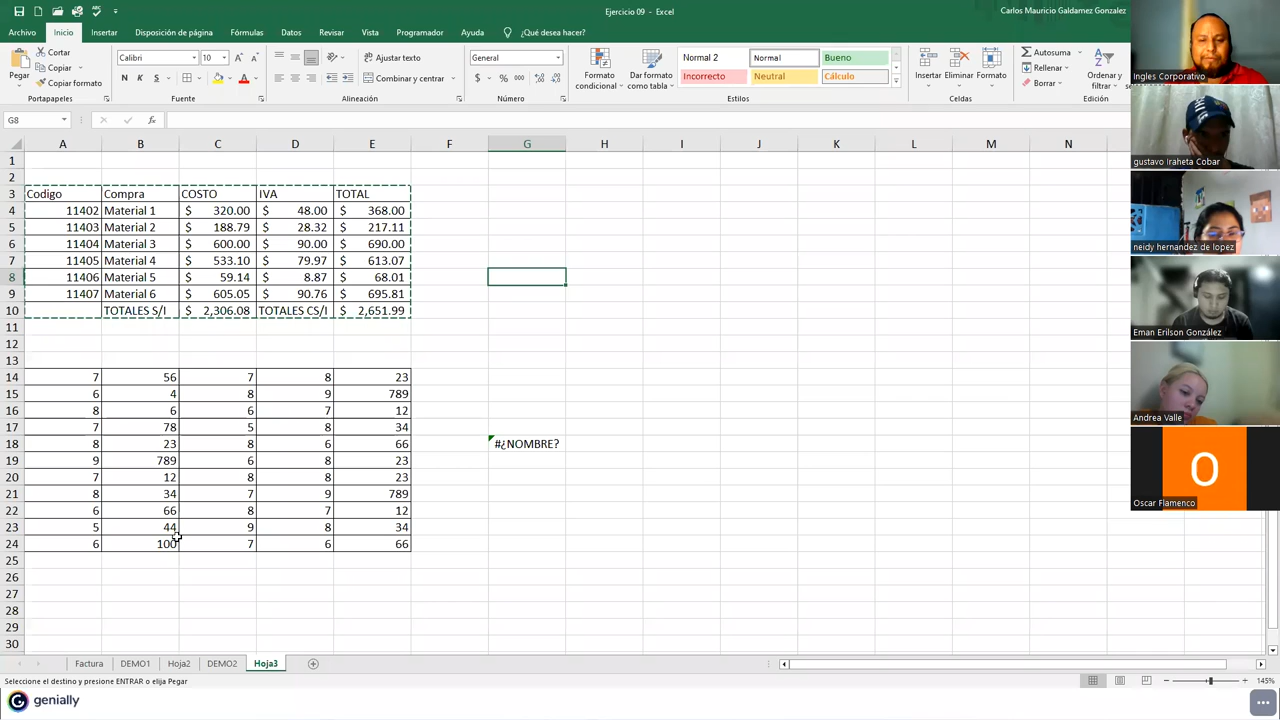 Ejercicio 09 - Excel
Carlos Mauricio Galdamez Gonzalez
Archivo Inicio Insertar Disposición de página Fórmulas Datos Revisar Vista Programador Ayuda ¿Qué desea hacer?
Pegar
Cortar
Copiar
Copiar formato
Portapapeles
Calibri 10
N K S
Fuente
Ajustar texto
Combinar y centrar
Alineación
General
$ % 000
Número
Formato condicional
Dar formato como tabla
Normal 2 Normal Bueno
Incorrecto Neutral Cálculo
Estilos
Insertar Eliminar Formato
Celdas
Autosuma
Rellenar
Borrar
Ordenar y filtrar
Edición
G8 fx
A B C D E F G H I J K L M N
1
2
3 Codigo Compra COSTO IVA TOTAL
4 11402 Material 1 $ 320.00 $ 48.00 $ 368.00
5 11403 Material 2 $ 188.79 $ 28.32 $ 217.11
6 11404 Material 3 $ 600.00 $ 90.00 $ 690.00
7 11405 Material 4 $ 533.10 $ 79.97 $ 613.07
8 11406 Material 5 $ 59.14 $ 8.87 $ 68.01
9 11407 Material 6 $ 605.05 $ 90.76 $ 695.81
10 TOTALES S/I $ 2,306.08 TOTALES CS/I $ 2,651.99
11
12
13
14 7 56 7 8 23
15 6 4 8 9 789
16 8 6 6 7 12
17 7 78 5 8 34
18 8 23 8 6 66 #¿NOMBRE?
19 9 789 6 8 23
20 7 12 8 8 23
21 8 34 7 9 789
22 6 66 8 7 12
23 5 44 9 8 34
24 6 100 7 6 66
25
26
27
28
29
30
Factura DEMO1 Hoja2 DEMO2 Hoja3
Seleccione el destino y presione ENTRAR o elija Pegar
145%
genially
Ingles Corporativo
gustavo Iraheta Cobar
neidy hernandez de lopez
Eman Erilson González
Andrea Valle
O
Oscar Flamenco